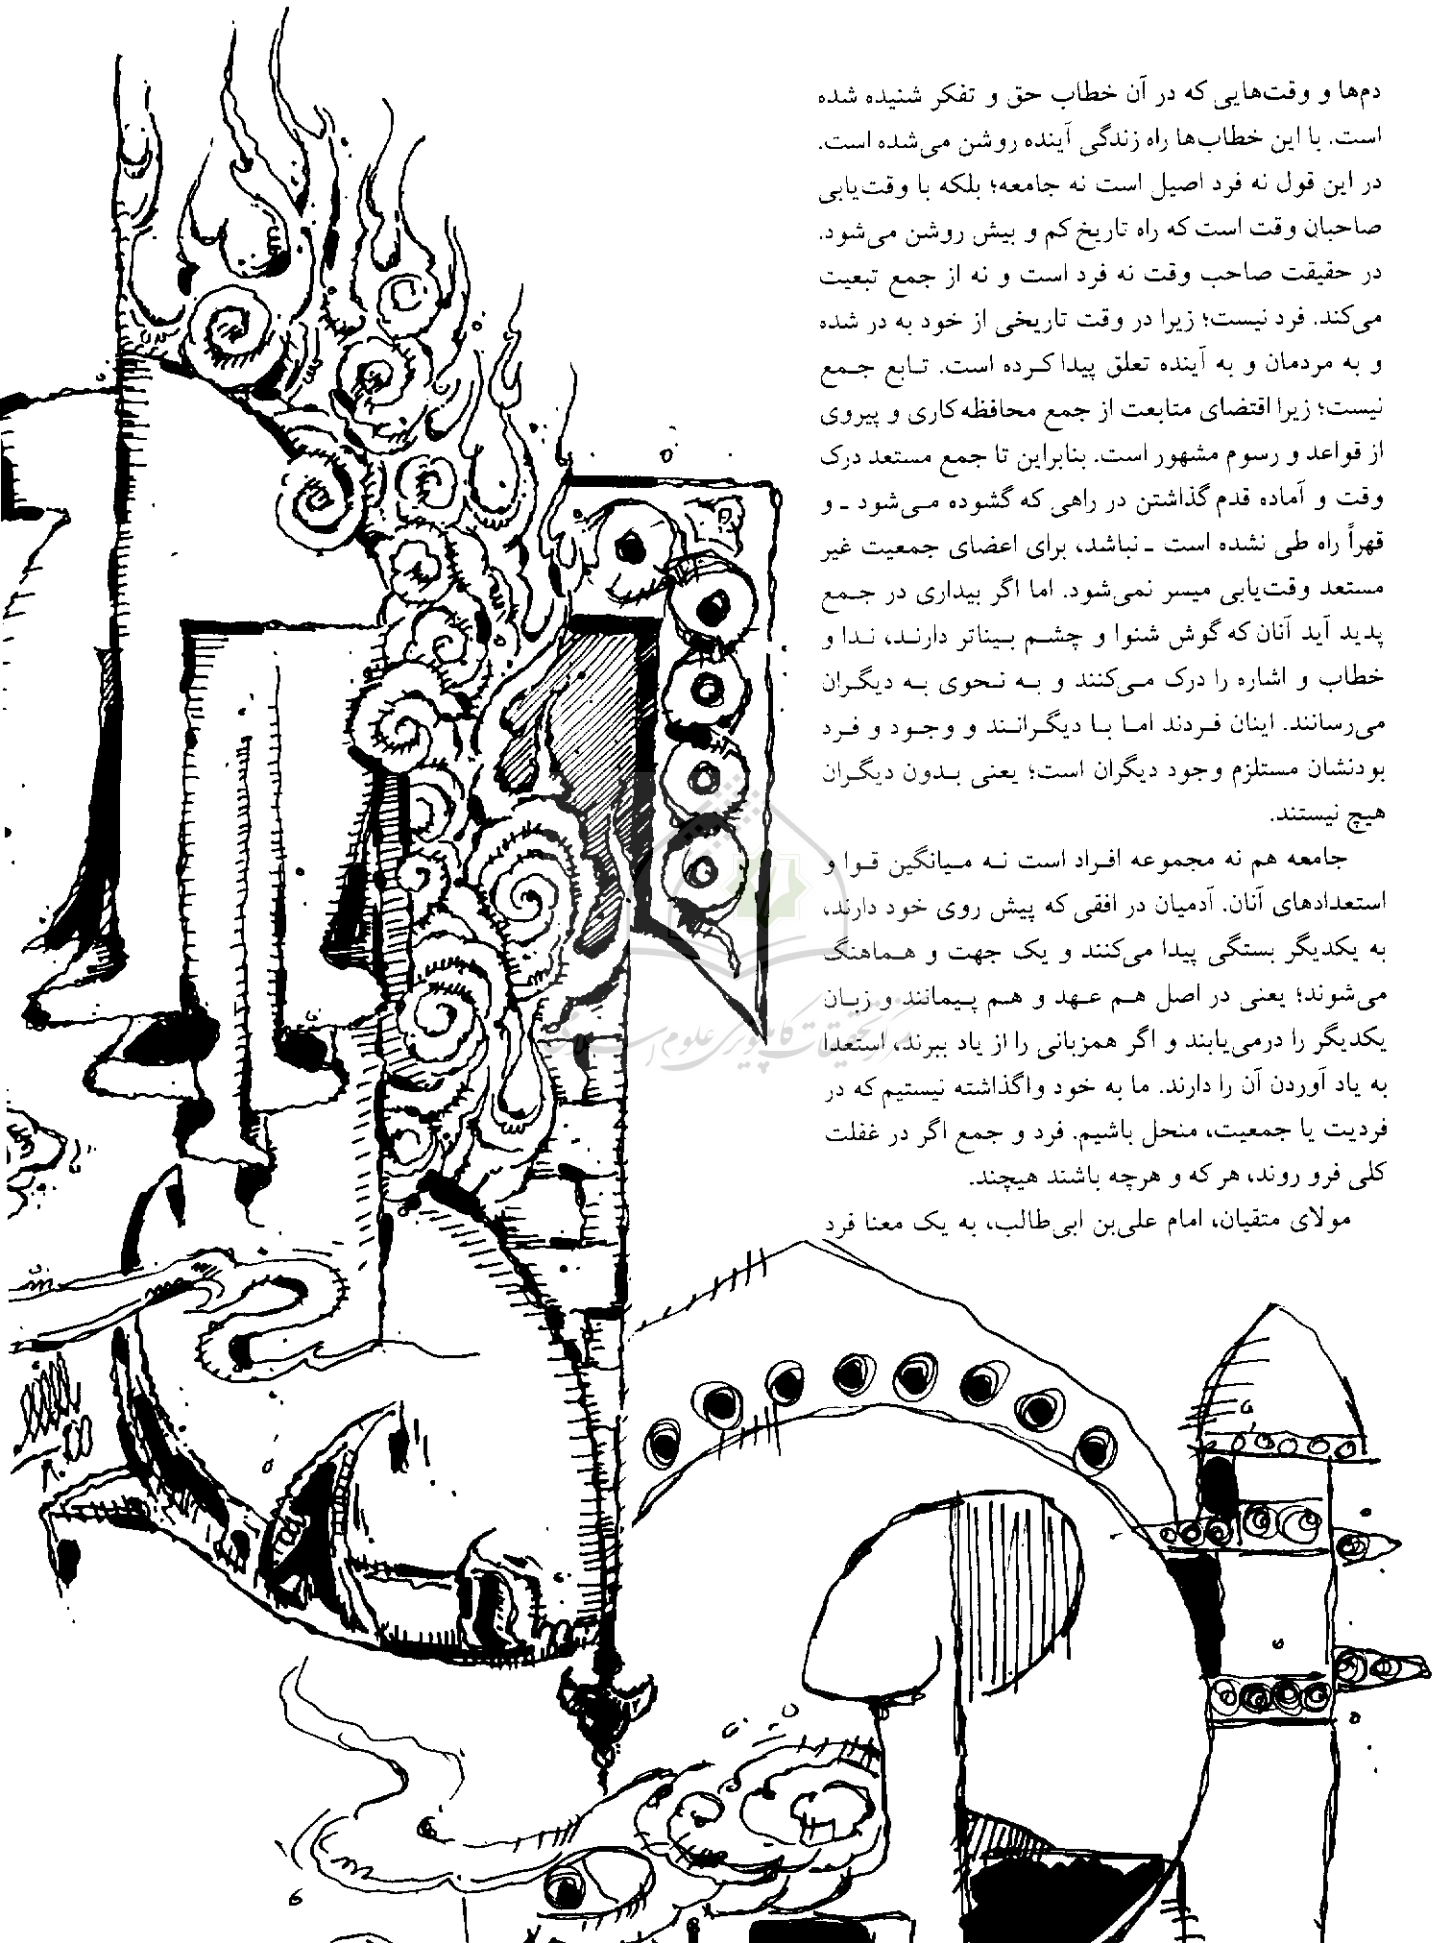 دم‌ها و وقت‌هایی که در آن خطاب حق و تفکر شنیده شده
است. با این خطاب‌ها راه زندگی آینده روشن می‌شده است.
در این قول نه فرد اصیل است نه جامعه؛ بلکه با وقت‌یابی
صاحبان وقت است که راه تاریخ کم و بیش روشن می‌شود.
در حقیقت صاحب وقت نه فرد است و نه از جمع تبعیت
می‌کند. فرد نیست؛ زیرا در وقت تاریخی از خود به در شده
و به مردمان و به آینده تعلق پیدا کرده است. تابع جمع
نیست؛ زیرا اقتضای متابعت از جمع محافظه‌کاری و پیروی
از قواعد و رسوم مشهور است. بنابراین تا جمع مستعد درک
وقت و آماده قدم گذاشتن در راهی که گشوده می‌شود ـ و
قهراً راه طی نشده است ـ نباشد، برای اعضای جمعیت غیر
مستعد وقت‌یابی میسر نمی‌شود. اما اگر بیداری در جمع
پدید آید آنان که گوش شنوا و چشم بیناتر دارند، ندا و
خطاب و اشاره را درک می‌کنند و به نحوی به دیگران
می‌رسانند. اینان فردند اما با دیگرانند و وجود و فرد
بودنشان مستلزم وجود دیگران است؛ یعنی بدون دیگران
هیچ نیستند.
جامعه هم نه مجموعه افراد است نه میانگین قوا و
استعدادهای آنان. آدمیان در افقی که پیش روی خود دارند،
به یکدیگر بستگی پیدا می‌کنند و یک جهت و هماهنگ
می‌شوند؛ یعنی در اصل هم عهد و هم پیمانند و زبان
یکدیگر را درمی‌یابند و اگر همزبانی را از یاد ببرند، استعدا
به یاد آوردن آن را دارند. ما به خود واگذاشته نیستیم که در
فردیت یا جمعیت، منحل باشیم. فرد و جمع اگر در غفلت
کلی فرو روند، هر که و هرچه باشند هیچند.
مولای متقیان، امام علی‌بن ابی‌طالب، به یک معنا فرد
مرکز تحقیقات کامپیوتری علوم اسلامی